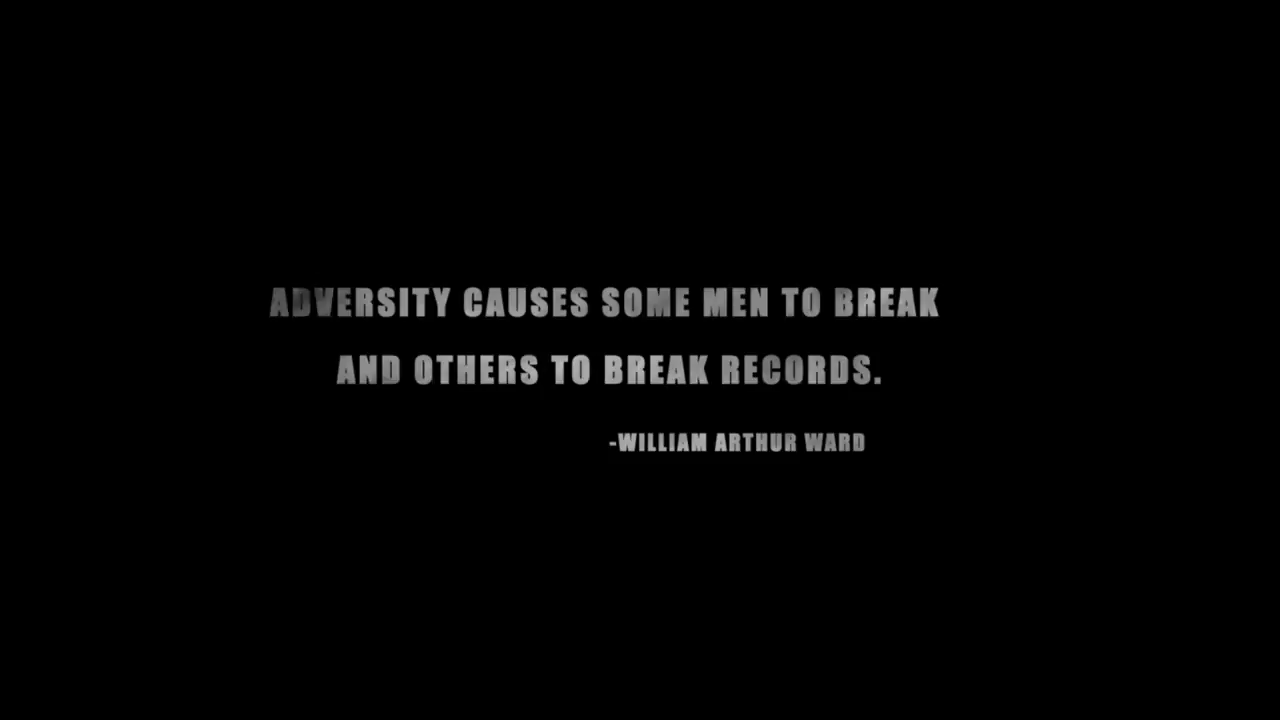 ADVERSITY CAUSES SOME MEN TO BREAK
AND OTHERS TO BREAK RECORDS.
-WILLIAM ARTHUR WARD